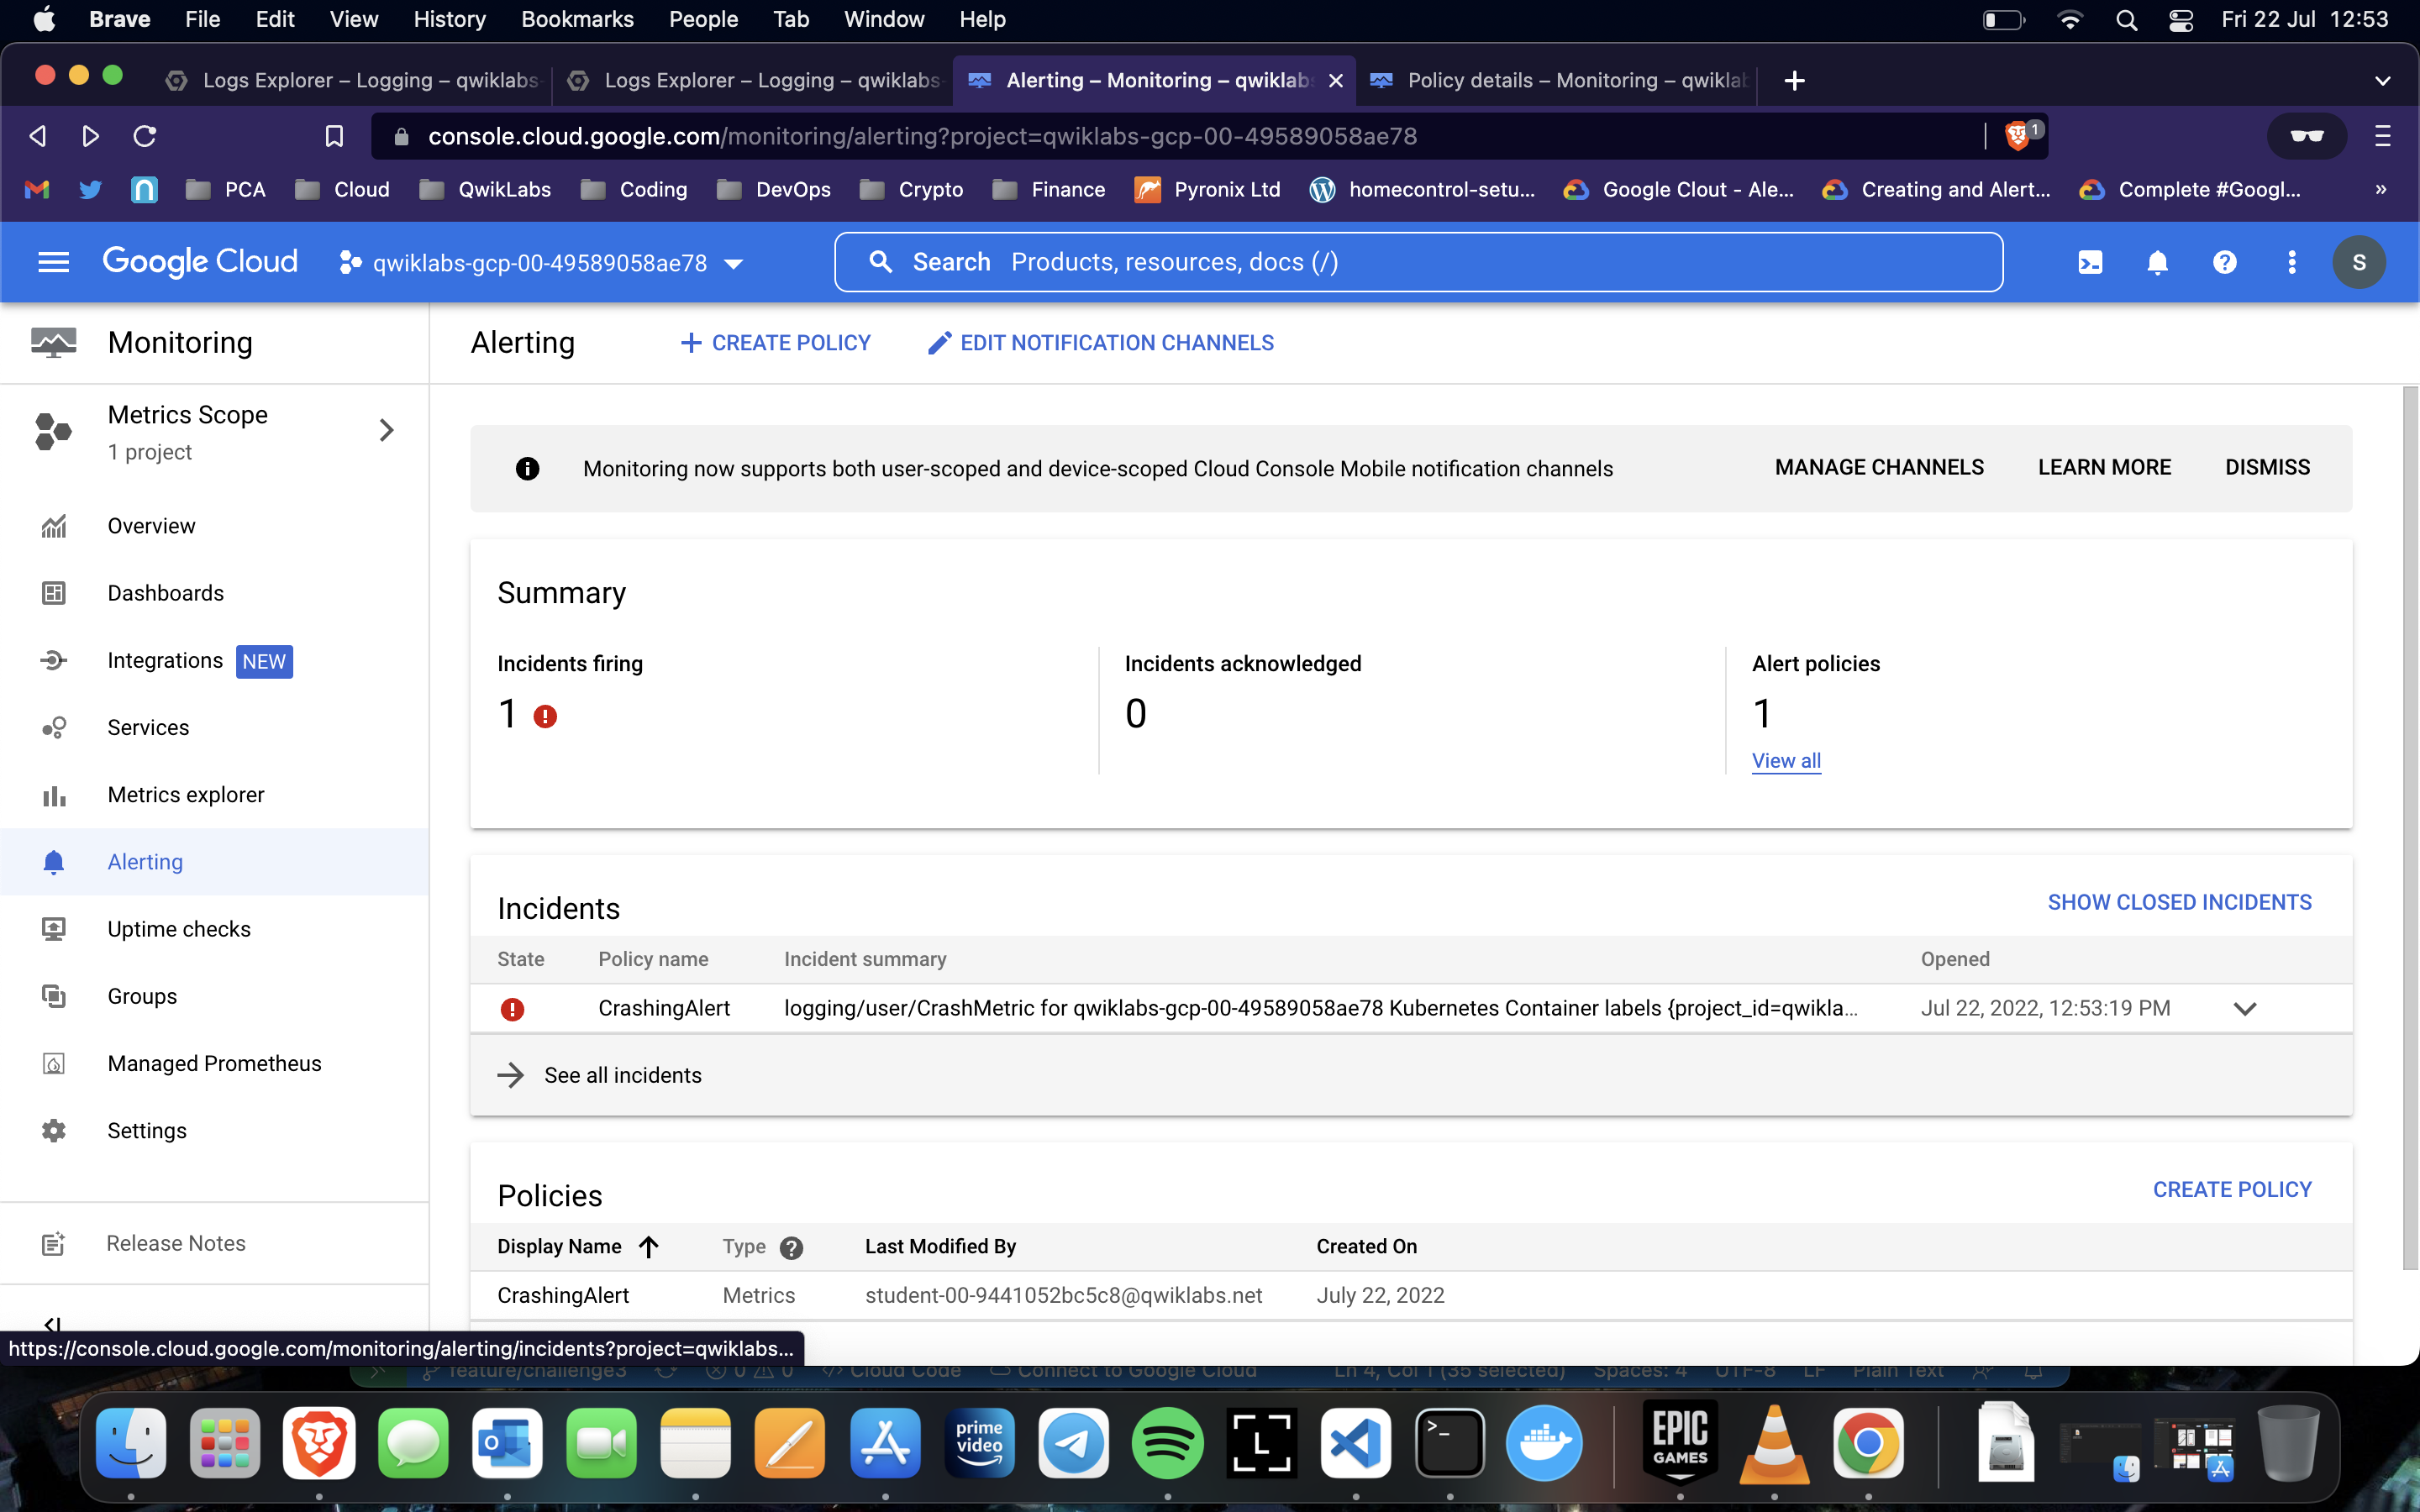 Brave File Edit View History Bookmarks People Tab Window Help Fri 22 Jul 12:53
Logs Explorer – Logging – qwiklabs- Logs Explorer – Logging – qwiklabs- Alerting – Monitoring – qwiklabs Policy details – Monitoring – qwiklab
console.cloud.google.com/monitoring/alerting?project=qwiklabs-gcp-00-49589058ae78 1
PCA Cloud QwikLabs Coding DevOps Crypto Finance Pyronix Ltd homecontrol-setu... Google Clout - Ale... Creating and Alert... Complete #Googl... »
Google Cloud qwiklabs-gcp-00-49589058ae78 Search Products, resources, docs (/) S
Monitoring
Metrics Scope
1 project
Overview
Dashboards
Integrations NEW
Services
Metrics explorer
Alerting
Uptime checks
Groups
Managed Prometheus
Settings
Release Notes
Alerting CREATE POLICY EDIT NOTIFICATION CHANNELS
Monitoring now supports both user-scoped and device-scoped Cloud Console Mobile notification channels MANAGE CHANNELS LEARN MORE DISMISS
Summary
Incidents firing Incidents acknowledged Alert policies
1 0 1
View all
Incidents SHOW CLOSED INCIDENTS
State Policy name Incident summary Opened
CrashingAlert logging/user/CrashMetric for qwiklabs-gcp-00-49589058ae78 Kubernetes Container labels {project_id=qwikla... Jul 22, 2022, 12:53:19 PM
See all incidents
Policies CREATE POLICY
Display Name Type Last Modified By Created On
CrashingAlert Metrics student-00-9441052bc5c8@qwiklabs.net July 22, 2022
https://console.cloud.google.com/monitoring/alerting/incidents?project=qwiklabs...
feature/challenge3 0 0 Cloud Code Connect to Google Cloud Ln 4, Col 1 (35 selected) Spaces: 4 UTF-8 LF Plain Text
prime video
EPIC GAMES